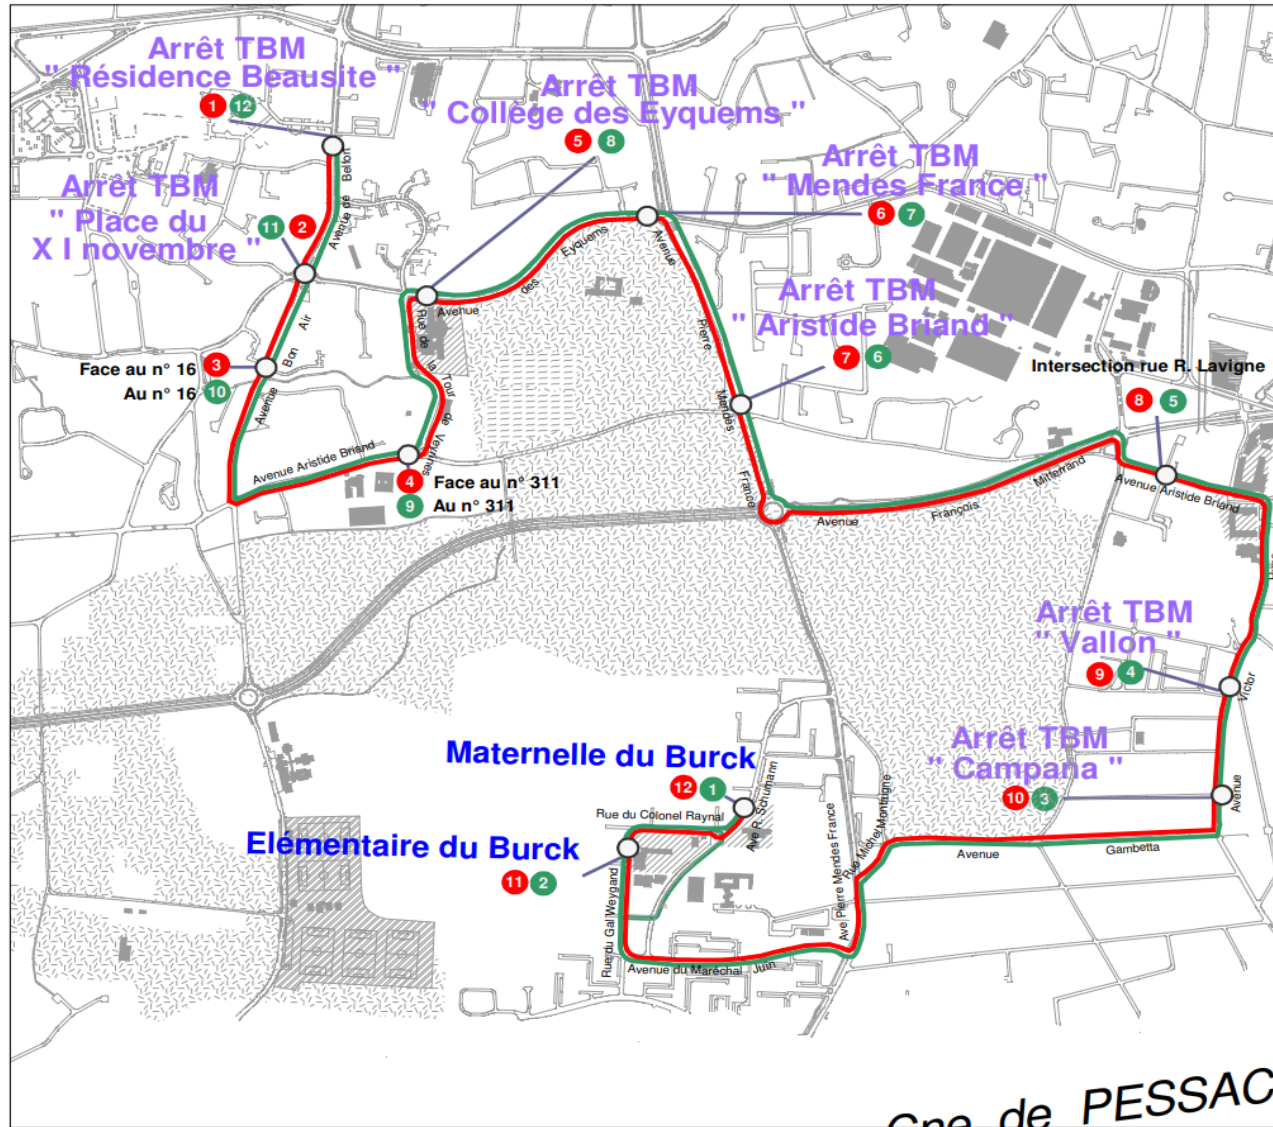 Arrêt TBM
" Résidence Beausite "
1 12
Arrêt TBM
" Collège des Eyquems "
5 8
Arrêt TBM
" Mendes France "
6 7
Arrêt TBM
" Place du
X I novembre "
11 2
Avenue de Bellon
Avenue des Eyquems
Avenue Pierre Mendès France
Arrêt TBM
" Aristide Briand "
7 6
Rue de la Tour de Veyrines
Avenue Bon Air
Face au n° 16 3
Au n° 16 10
Intersection rue R. Lavigne
8 5
Avenue Aristide Briand
4 Face au n° 311
9 Au n° 311
Avenue François Mitterrand
Avenue Aristide Briand
Arrêt TBM
" Vallon "
9 4
Avenue Victor
Arrêt TBM
" Campana "
10 3
Maternelle du Burck
12 1
Rue du Colonel Raynal
Ave R. Schumann
Elémentaire du Burck
11 2
Rue du Gal Weygand
Ave Pierre Mendes France
Rue Michel Montaigne
Avenue Gambetta
Avenue du Maréchal Juin
Cne de PESSAC